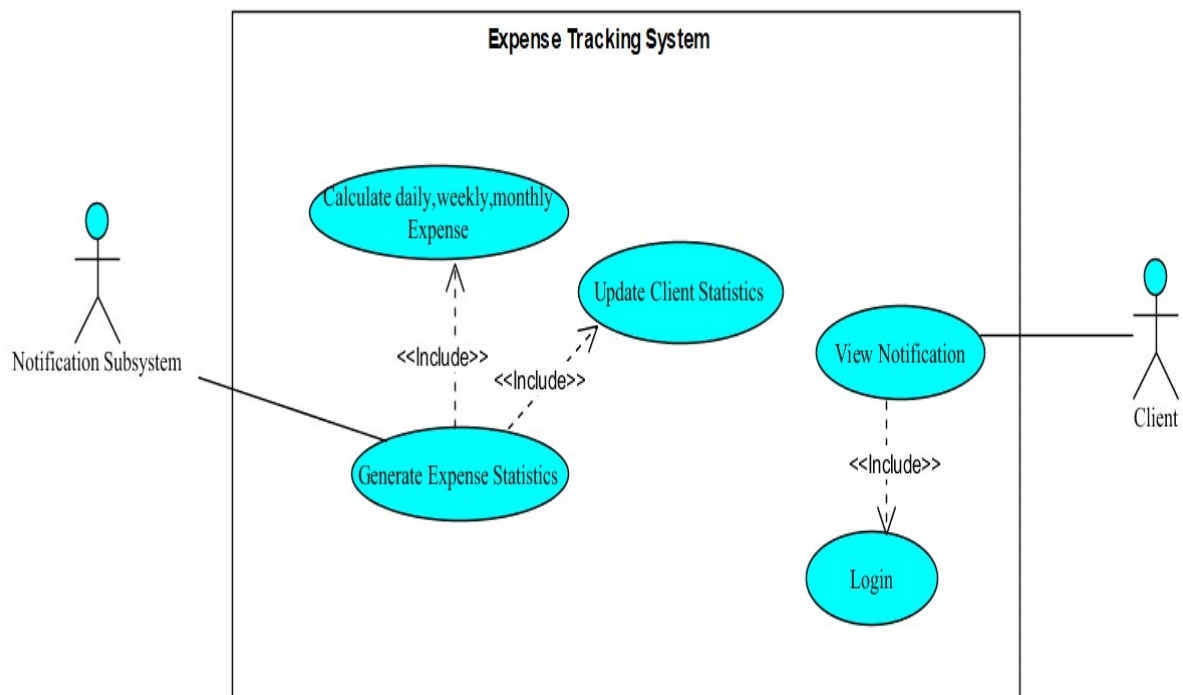 Expense Tracking System
Calculate daily,weekly,monthly
Expense
Update Client Statistics
Notification Subsystem
<<Include>>
<<Include>>
View Notification
Client
Generate Expense Statistics
<<Include>>
Login